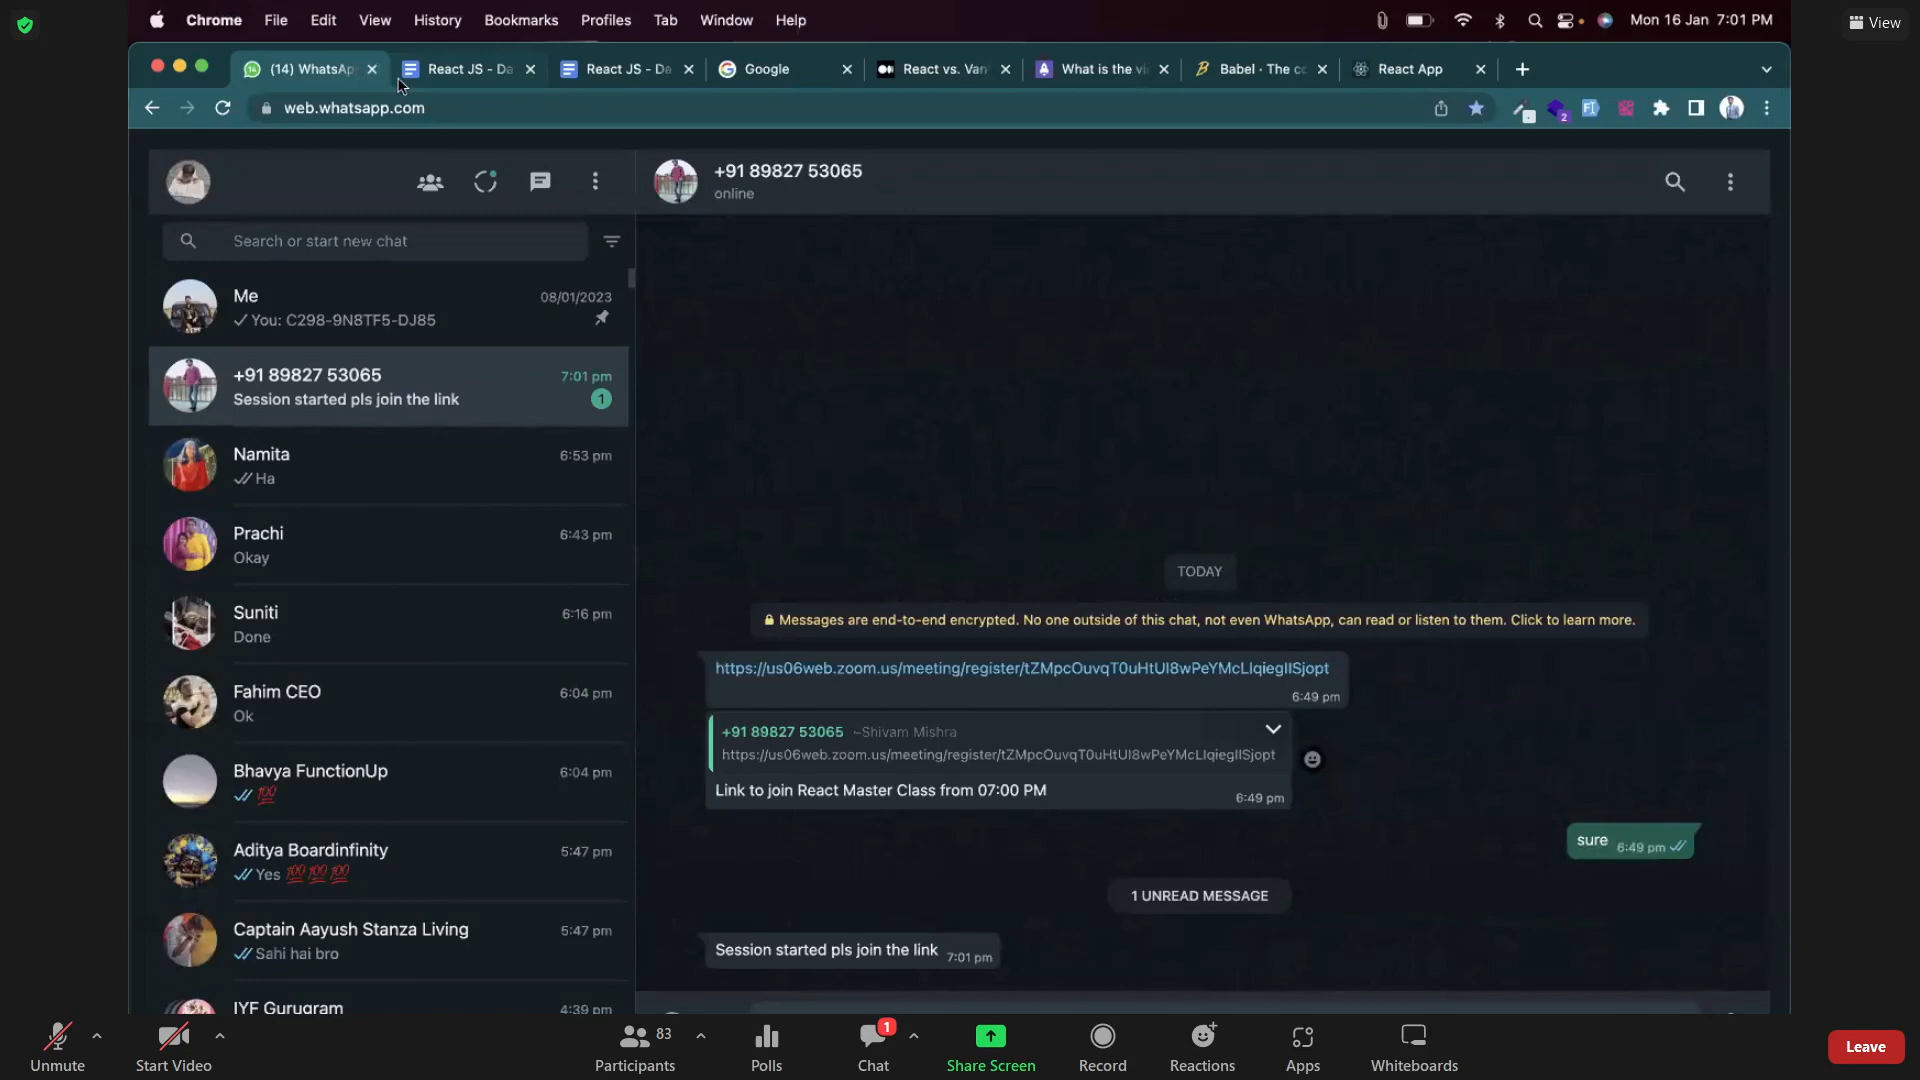 Chrome File Edit View History Bookmarks Profiles Tab Window Help
Mon 16 Jan 7:01 PM
View
(14) WhatsAp
React JS - Da
React JS - Da
Google
React vs. Van
What is the vi
Babel · The co
React App
web.whatsapp.com
2
Search or start new chat
Me 08/01/2023
You: C298-9N8TF5-DJ85
+91 89827 53065 7:01 pm
Session started pls join the link 1
Namita 6:53 pm
Ha
Prachi 6:43 pm
Okay
Suniti 6:16 pm
Done
Fahim CEO 6:04 pm
Ok
Bhavya FunctionUp 6:04 pm
💯
Aditya Boardinfinity 5:47 pm
Yes 💯💯💯
Captain Aayush Stanza Living 5:47 pm
Sahi hai bro
IYF Gurugram 4:39 pm
+91 89827 53065
online
TODAY
Messages are end-to-end encrypted. No one outside of this chat, not even WhatsApp, can read or listen to them. Click to learn more.
https://us06web.zoom.us/meeting/register/tZMpcOuvqT0uHtUI8wPeYMcLIqiegIISjopt
6:49 pm
+91 89827 53065 ~Shivam Mishra
https://us06web.zoom.us/meeting/register/tZMpcOuvqT0uHtUI8wPeYMcLIqiegIISjopt
Link to join React Master Class from 07:00 PM
6:49 pm
sure 6:49 pm
1 UNREAD MESSAGE
Session started pls join the link 7:01 pm
Unmute
Start Video
83
Participants
Polls
1
Chat
Share Screen
Record
Reactions
Apps
Whiteboards
Leave